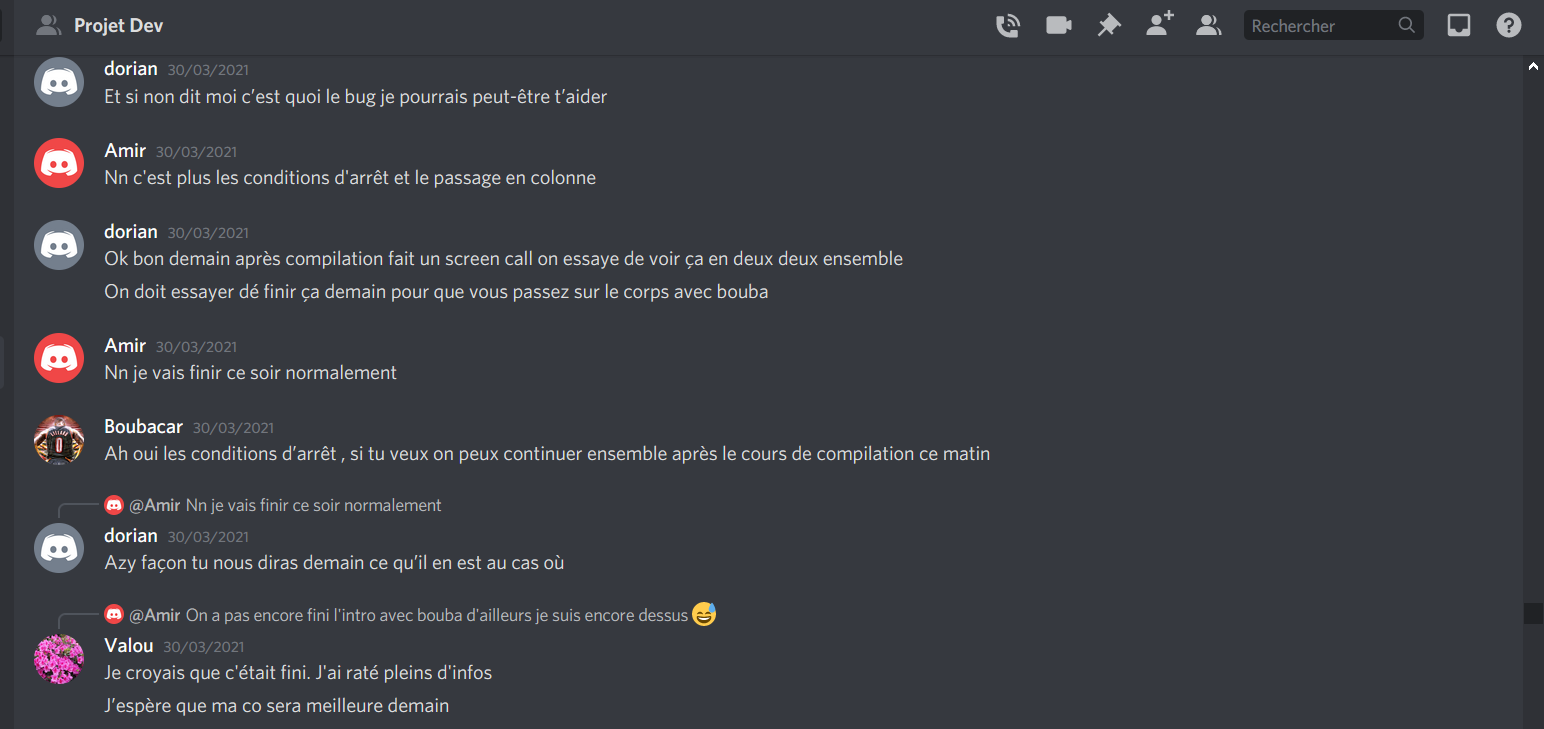 Projet Dev
Rechercher
dorian 30/03/2021
Et si non dit moi c’est quoi le bug je pourrais peut-être t’aider
Amir 30/03/2021
Nn c'est plus les conditions d'arrêt et le passage en colonne
dorian 30/03/2021
Ok bon demain après compilation fait un screen call on essaye de voir ça en deux deux ensemble
On doit essayer dé finir ça demain pour que vous passez sur le corps avec bouba
Amir 30/03/2021
Nn je vais finir ce soir normalement
Boubacar 30/03/2021
Ah oui les conditions d’arrêt , si tu veux on peux continuer ensemble après le cours de compilation ce matin
@Amir Nn je vais finir ce soir normalement
dorian 30/03/2021
Azy façon tu nous diras demain ce qu’il en est au cas où
@Amir On a pas encore fini l'intro avec bouba d'ailleurs je suis encore dessus 😅
Valou 30/03/2021
Je croyais que c'était fini. J'ai raté pleins d'infos
J’espère que ma co sera meilleure demain